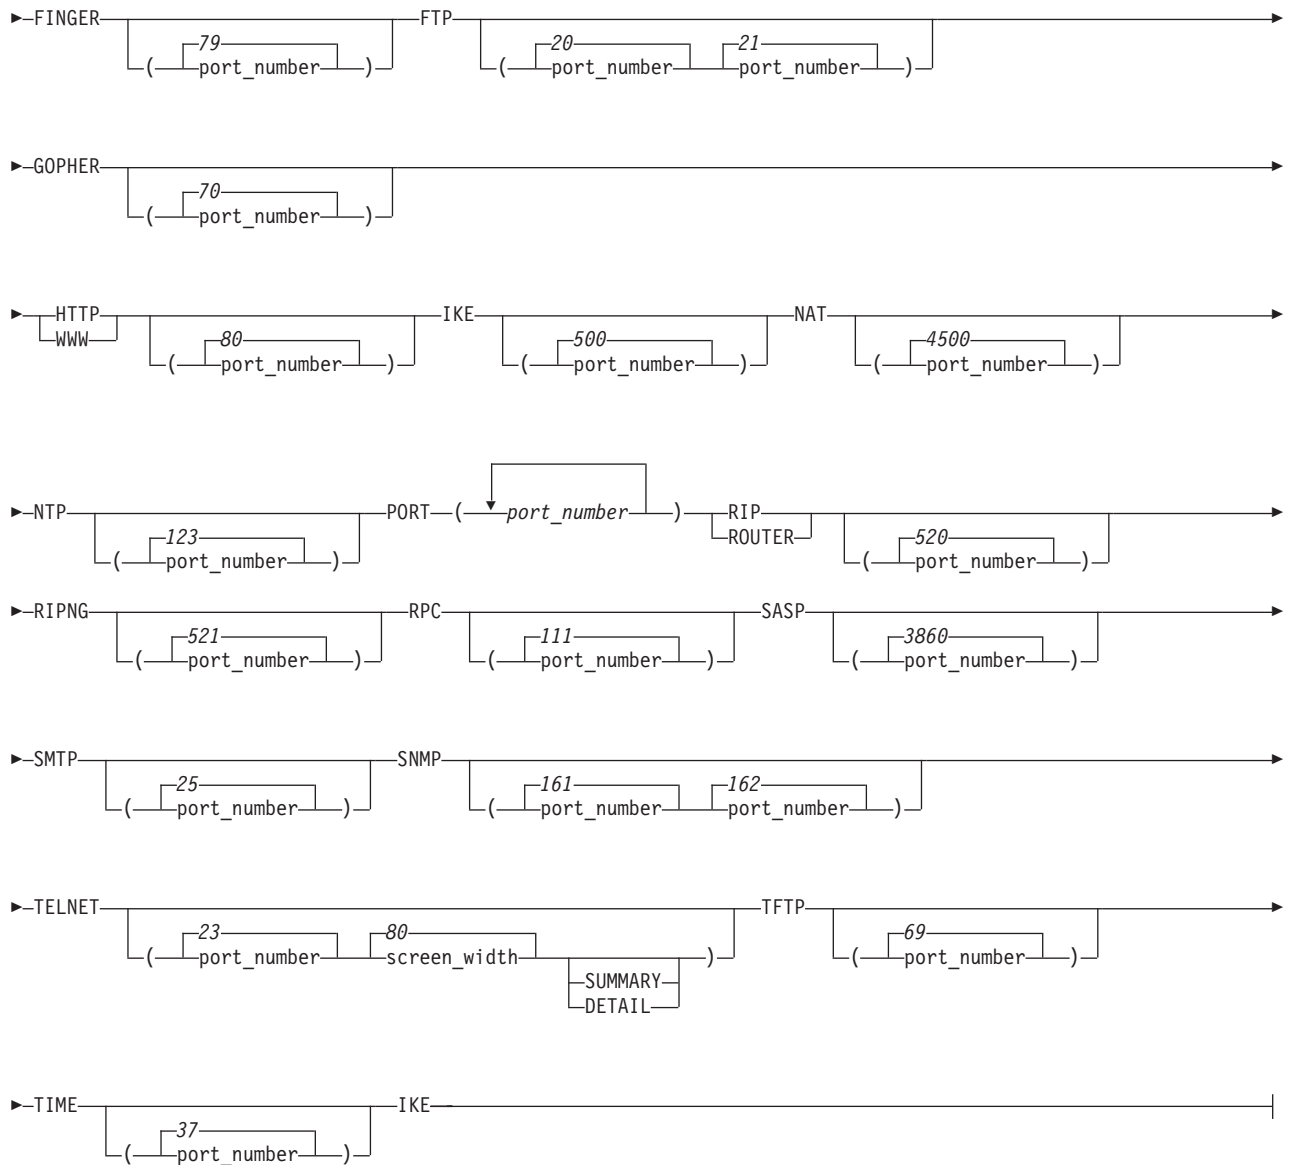 FINGER FTP
79 20 21
( port_number ) ( port_number port_number )
GOPHER
70
( port_number )
HTTP IKE NAT
WWW 80 500 4500
( port_number ) ( port_number ) ( port_number )
NTP PORT ( port_number ) RIP
123 ROUTER 520
( port_number ) ( port_number )
RIPNG RPC SASP
521 111 3860
( port_number ) ( port_number ) ( port_number )
SMTP SNMP
25 161 162
( port_number ) ( port_number port_number )
TELNET TFTP
23 80 69
( port_number screen_width ) ( port_number )
SUMMARY
DETAIL
TIME IKE
37
( port_number )